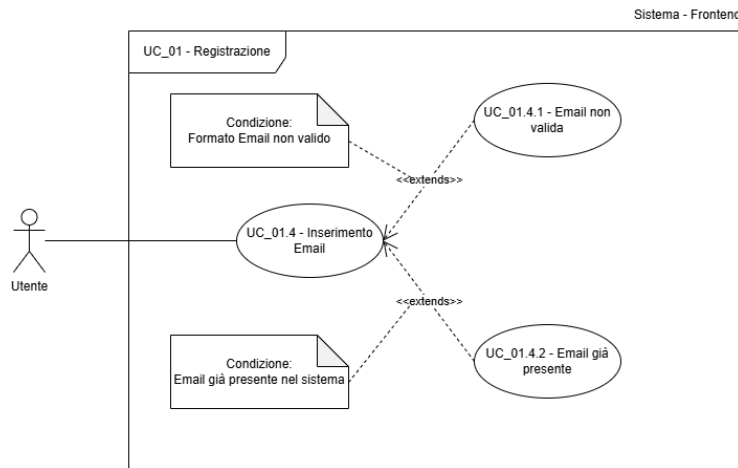 Sistema - Frontend
UC_01 - Registrazione
Condizione:
Formato Email non valido
UC_01.4.1 - Email non
valida
<<extends>>
UC_01.4 - Inserimento
Email
Utente
<<extends>>
Condizione:
Email già presente nel sistema
UC_01.4.2 - Email già
presente